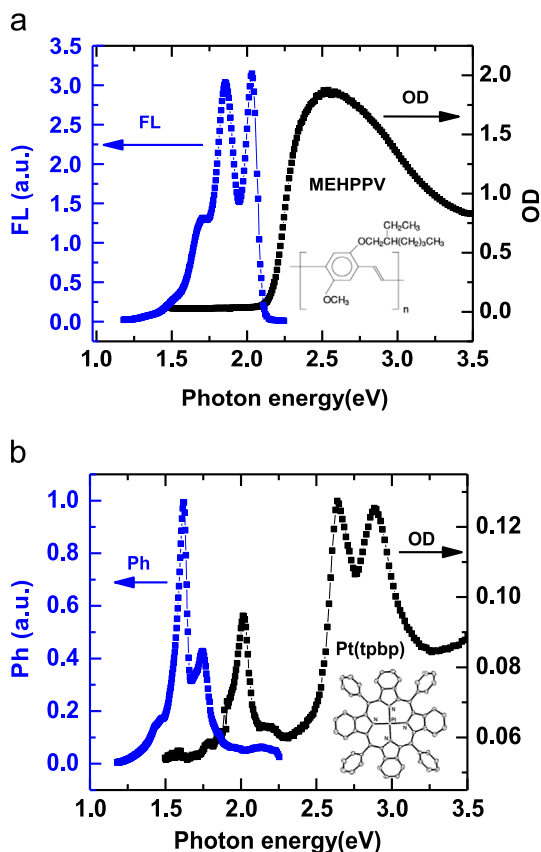 a
3.5
3.0
2.5
2.0
1.5
1.0
0.5
0.0
FL (a.u.)
FL
OD
MEHPPV
CH₂CH₃
OCH₂CH(CH₂)₃CH₃
OCH₃
n
2.0
1.5
1.0
0.5
0.0
OD
1.0 1.5 2.0 2.5 3.0 3.5
Photon energy(eV)
b
1.0
0.8
0.6
0.4
0.2
0.0
Ph (a.u.)
Ph
OD
Pt(tpbp)
N
N Pt N
N
0.12
0.10
0.08
0.06
OD
1.0 1.5 2.0 2.5 3.0 3.5
Photon energy(eV)